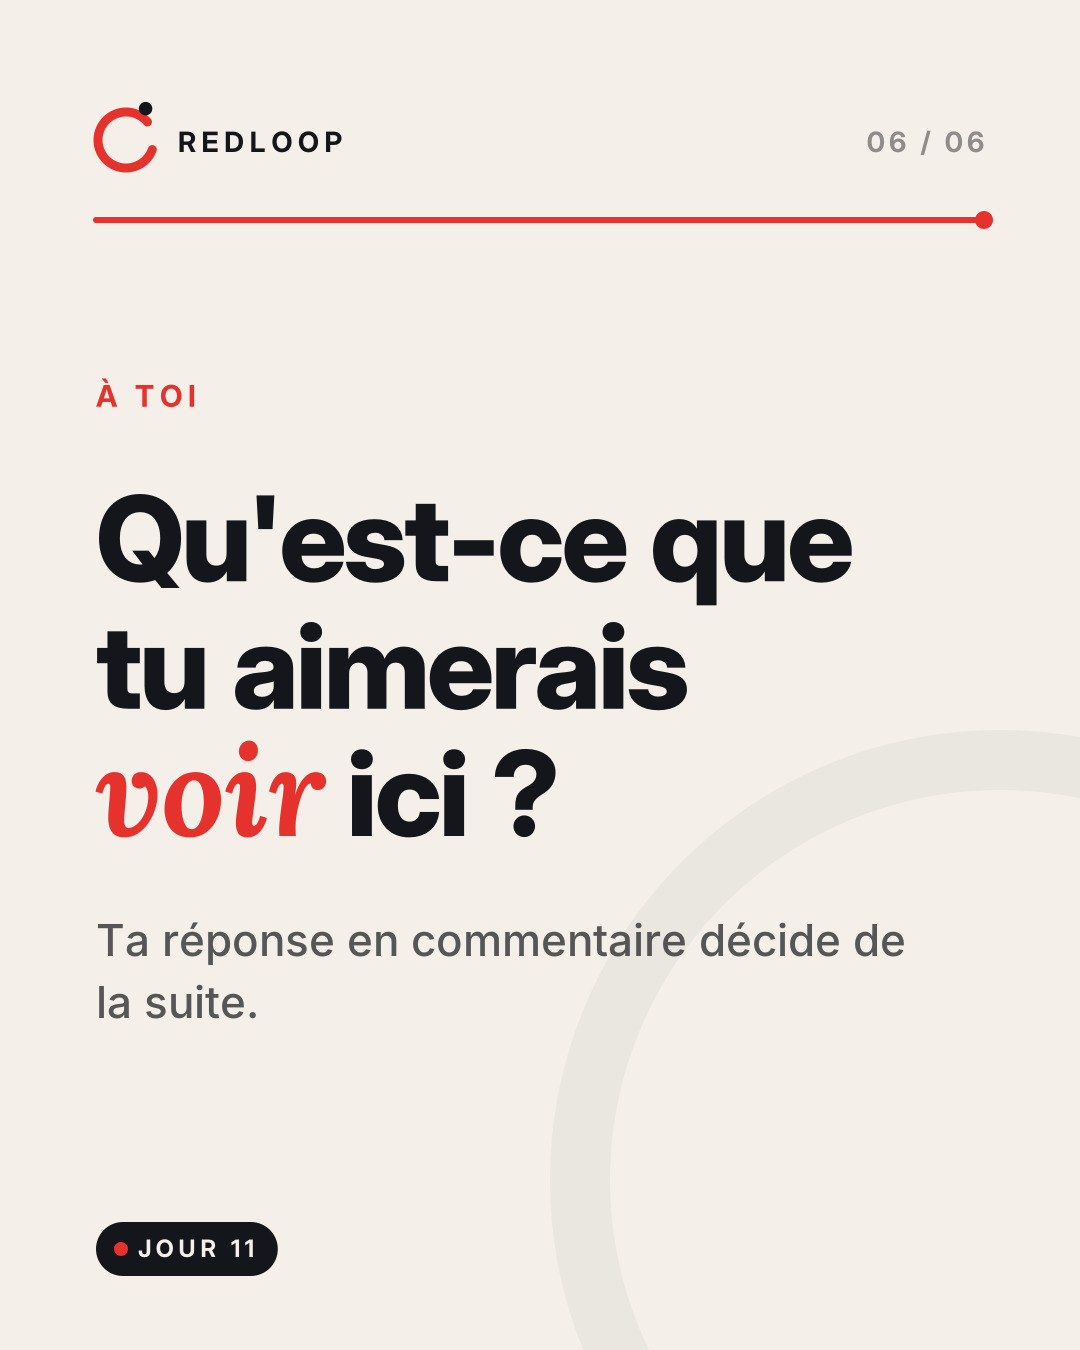 REDLOOP
06 / 06
À TOI
Qu'est-ce que
tu aimerais
voir ici ?
Ta réponse en commentaire décide de
la suite.
JOUR 11